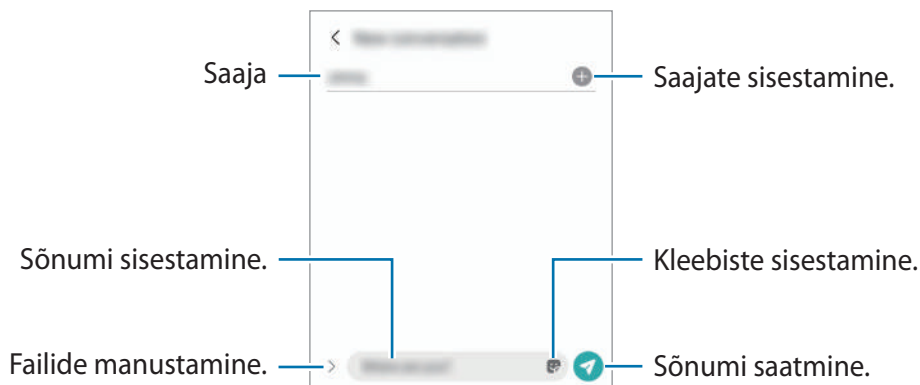 Saaja
Saajate sisestamine.
Sõnumi sisestamine.
Kleebiste sisestamine.
Failide manustamine.
Sõnumi saatmine.